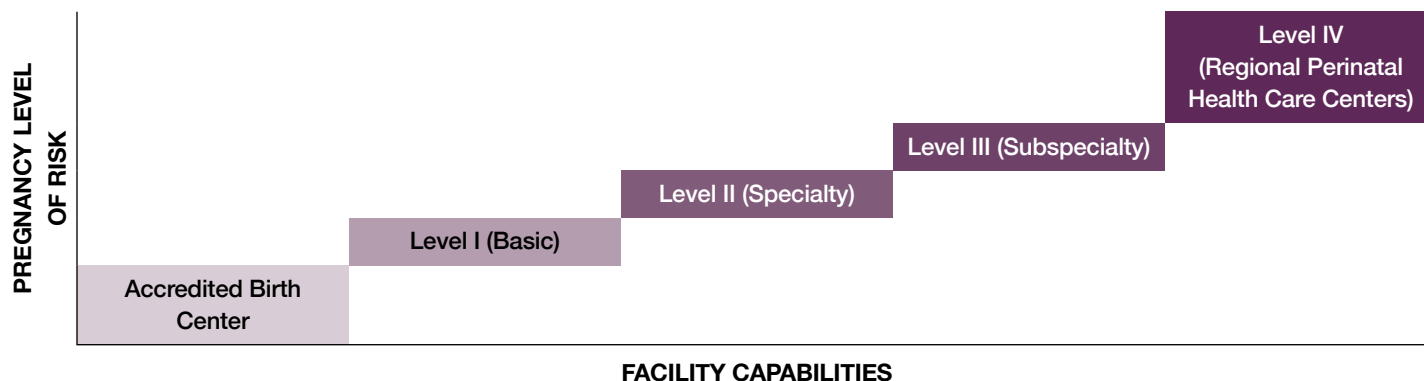 PREGNANCY LEVEL
OF RISK
Level IV
(Regional Perinatal
Health Care Centers)
Level III (Subspecialty)
Level II (Specialty)
Level I (Basic)
Accredited Birth
Center
FACILITY CAPABILITIES